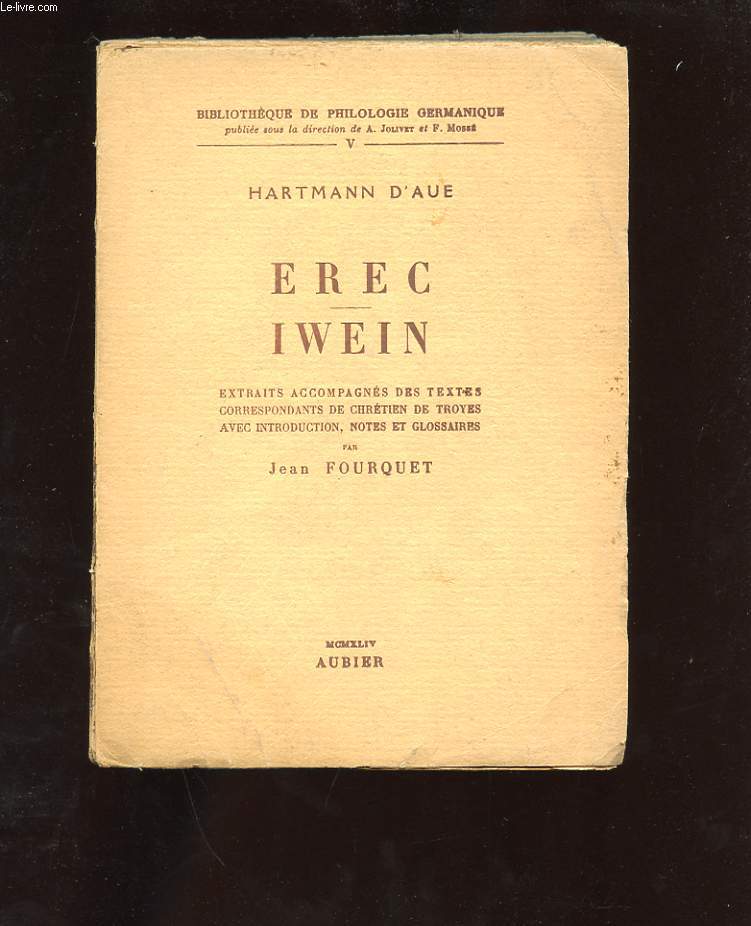 Le-livre.com
BIBLIOTHÈQUE DE PHILOLOGIE GERMANIQUE
publiée sous la direction de A. JOLIVET et F. MOSSÉ
V
HARTMANN D'AUE
EREC
IWEIN
EXTRAITS ACCOMPAGNÉS DES TEXTES
CORRESPONDANTS DE CHRÉTIEN DE TROYES
AVEC INTRODUCTION, NOTES ET GLOSSAIRES
PAR
Jean FOURQUET
MCMXLIV
AUBIER